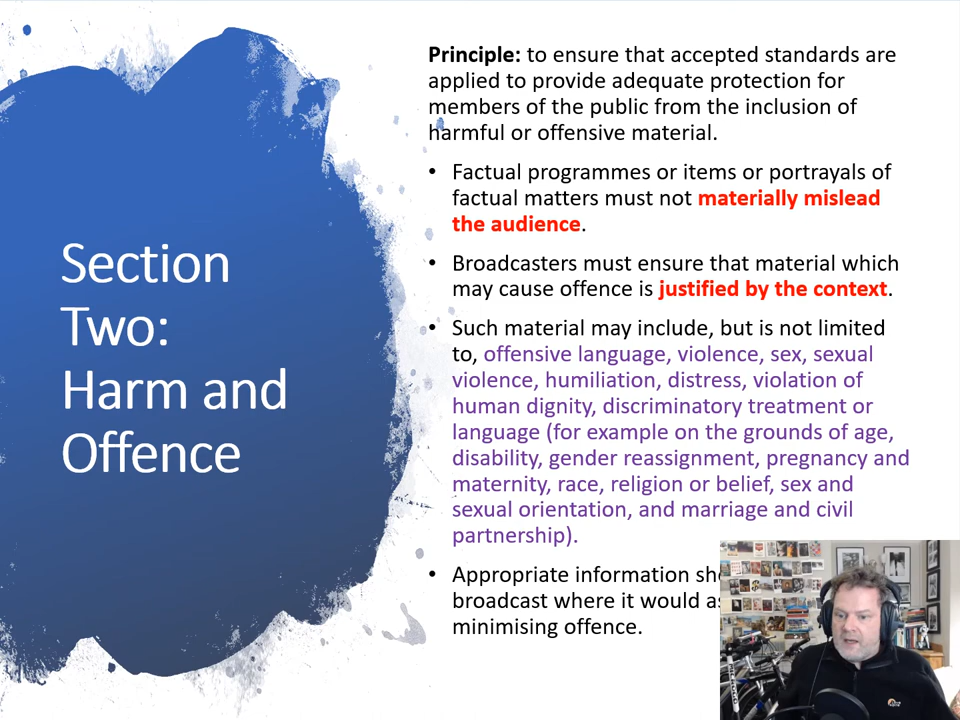 Section
Two:
Harm and
Offence
Principle: to ensure that accepted standards are
applied to provide adequate protection for
members of the public from the inclusion of
harmful or offensive material.
• Factual programmes or items or portrayals of
factual matters must not materially mislead
the audience.
• Broadcasters must ensure that material which
may cause offence is justified by the context.
• Such material may include, but is not limited
to, offensive language, violence, sex, sexual
violence, humiliation, distress, violation of
human dignity, discriminatory treatment or
language (for example on the grounds of age,
disability, gender reassignment, pregnancy and
maternity, race, religion or belief, sex and
sexual orientation, and marriage and civil
partnership).
• Appropriate information
broadcast where it would
minimising offence.